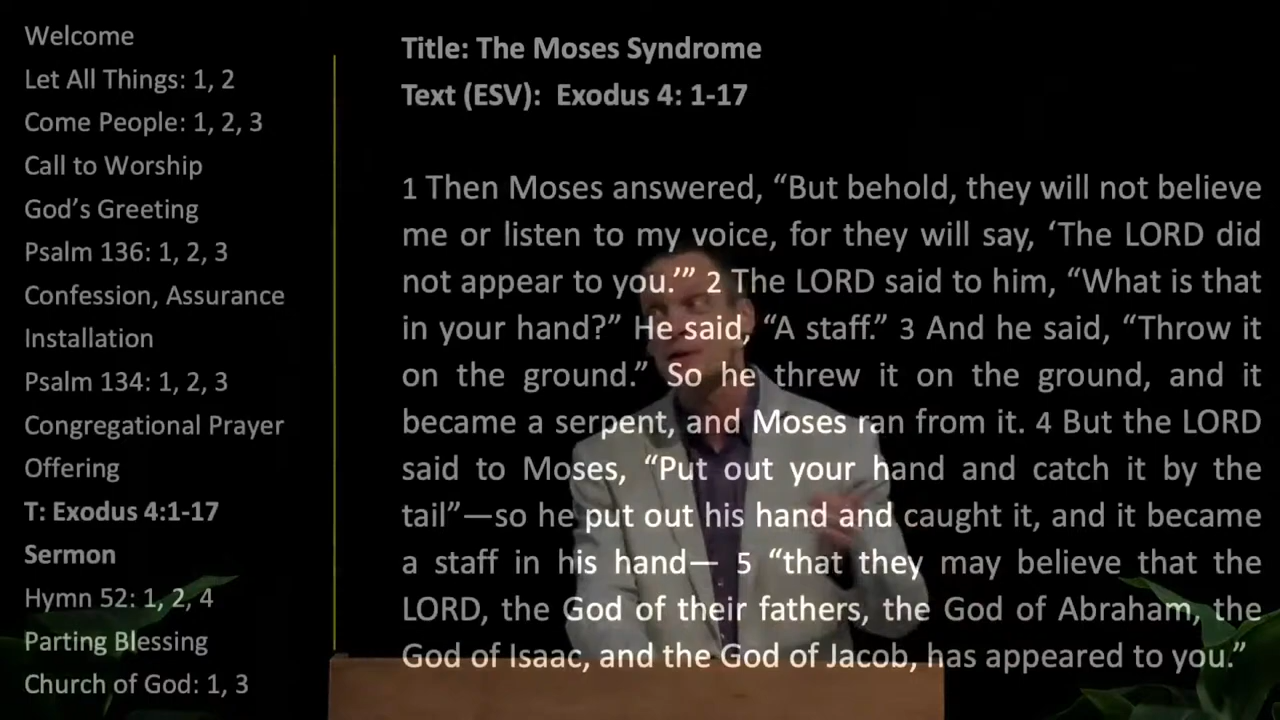 Welcome
Let All Things: 1, 2
Come People: 1, 2, 3
Call to Worship
God’s Greeting
Psalm 136: 1, 2, 3
Confession, Assurance
Installation
Psalm 134: 1, 2, 3
Congregational Prayer
Offering
T: Exodus 4:1-17
Sermon
Hymn 52: 1, 2, 4
Parting Blessing
Church of God: 1, 3
Title: The Moses Syndrome
Text (ESV): Exodus 4: 1-17
1 Then Moses answered, “But behold, they will not believe
me or listen to my voice, for they will say, ‘The LORD did
not appear to you.’” 2 The LORD said to him, “What is that
in your hand?” He said, “A staff.” 3 And he said, “Throw it
on the ground.” So he threw it on the ground, and it
became a serpent, and Moses ran from it. 4 But the LORD
said to Moses, “Put out your hand and catch it by the
tail”—so he put out his hand and caught it, and it became
a staff in his hand— 5 “that they may believe that the
LORD, the God of their fathers, the God of Abraham, the
God of Isaac, and the God of Jacob, has appeared to you.”